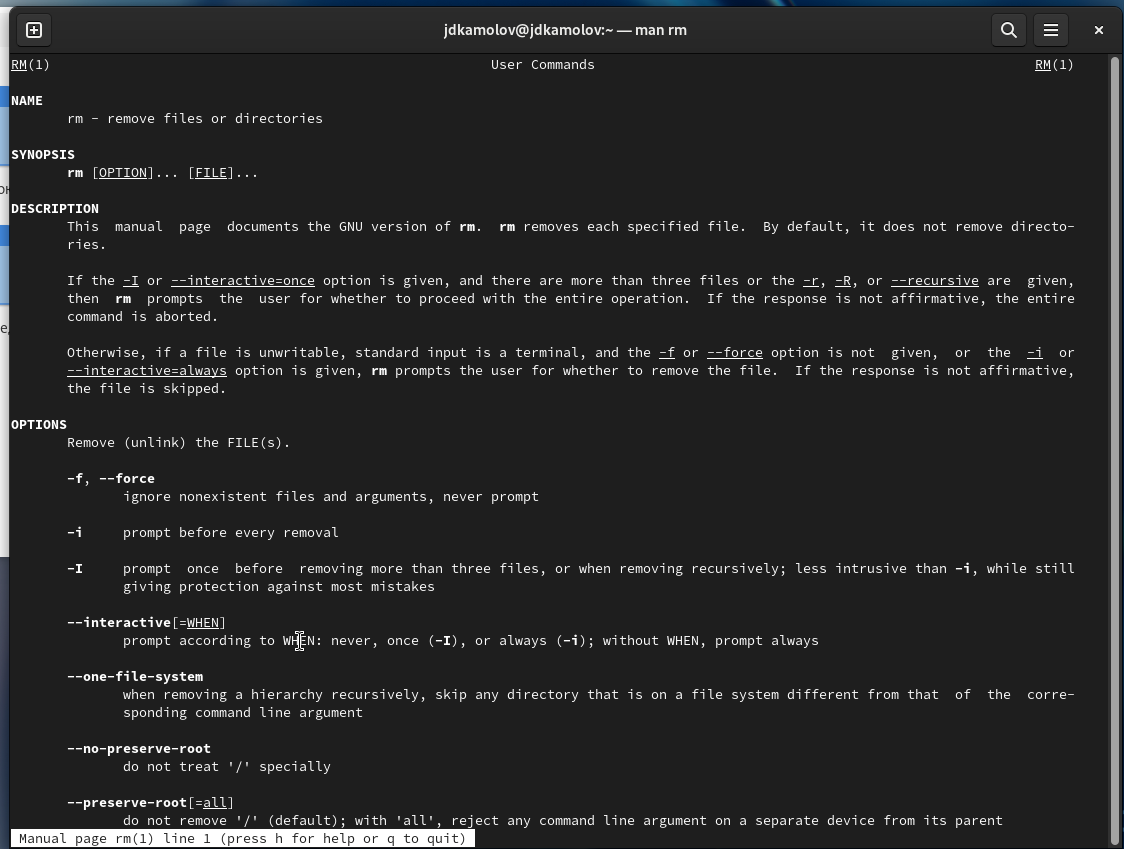 jdkamolov@jdkamolov:~ — man rm
RM(1) User Commands RM(1)
NAME
rm - remove files or directories
SYNOPSIS
rm [OPTION]... [FILE]...
DESCRIPTION
This manual page documents the GNU version of rm. rm removes each specified file. By default, it does not remove directo-
ries.
If the -I or --interactive=once option is given, and there are more than three files or the -r, -R, or --recursive are given,
then rm prompts the user for whether to proceed with the entire operation. If the response is not affirmative, the entire
command is aborted.
Otherwise, if a file is unwritable, standard input is a terminal, and the -f or --force option is not given, or the -i or
--interactive=always option is given, rm prompts the user for whether to remove the file. If the response is not affirmative,
the file is skipped.
OPTIONS
Remove (unlink) the FILE(s).
-f, --force
ignore nonexistent files and arguments, never prompt
-i prompt before every removal
-I prompt once before removing more than three files, or when removing recursively; less intrusive than -i, while still
giving protection against most mistakes
--interactive[=WHEN]
prompt according to WHEN: never, once (-I), or always (-i); without WHEN, prompt always
--one-file-system
when removing a hierarchy recursively, skip any directory that is on a file system different from that of the corre-
sponding command line argument
--no-preserve-root
do not treat '/' specially
--preserve-root[=all]
do not remove '/' (default); with 'all', reject any command line argument on a separate device from its parent
Manual page rm(1) line 1 (press h for help or q to quit)